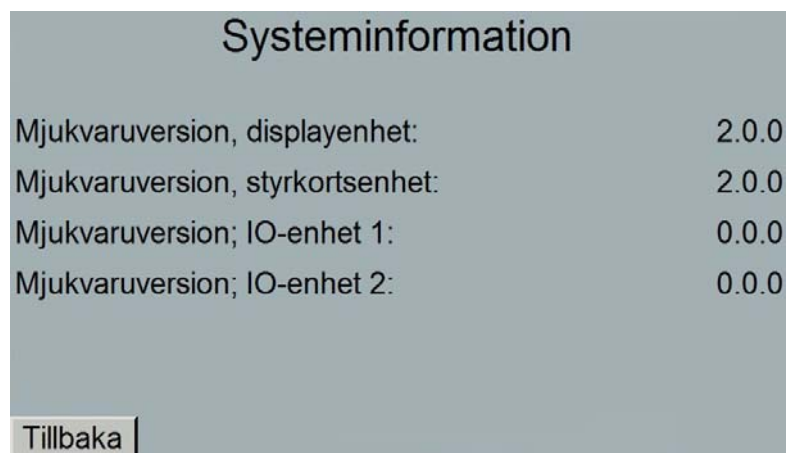 Systeminformation
Mjukvaruversion, displayenhet: 2.0.0
Mjukvaruversion, styrkortsenhet: 2.0.0
Mjukvaruversion; IO-enhet 1: 0.0.0
Mjukvaruversion; IO-enhet 2: 0.0.0
Tillbaka